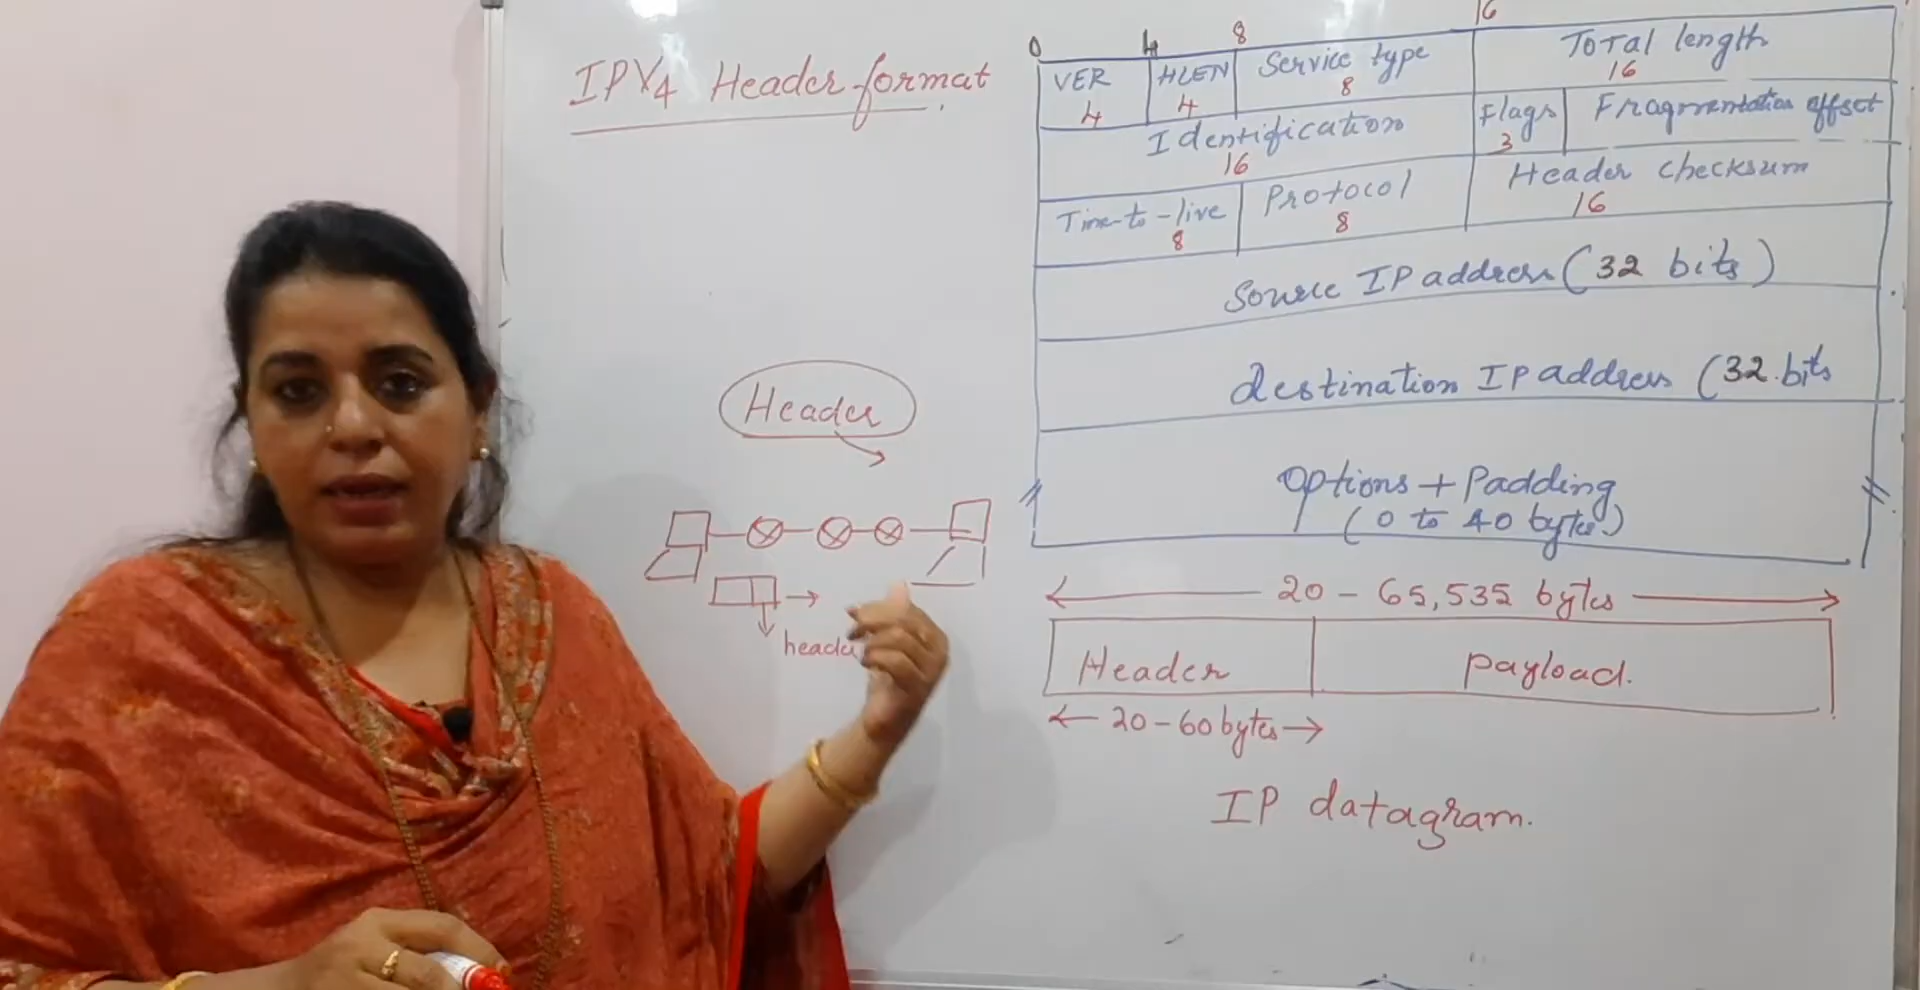 IPV4 Header format
Header
header
0 4 8 16
VER HLEN Service type Total length
4 4 8 16
Identification Flags Fragmentation offset
16 3
Time-to-live Protocol Header checksum
8 8 16
Source IP address (32 bits)
destination IP address (32 bits
Options + Padding
(0 to 40 bytes)
20 - 65,535 bytes
Header payload.
20-60 bytes
IP datagram.